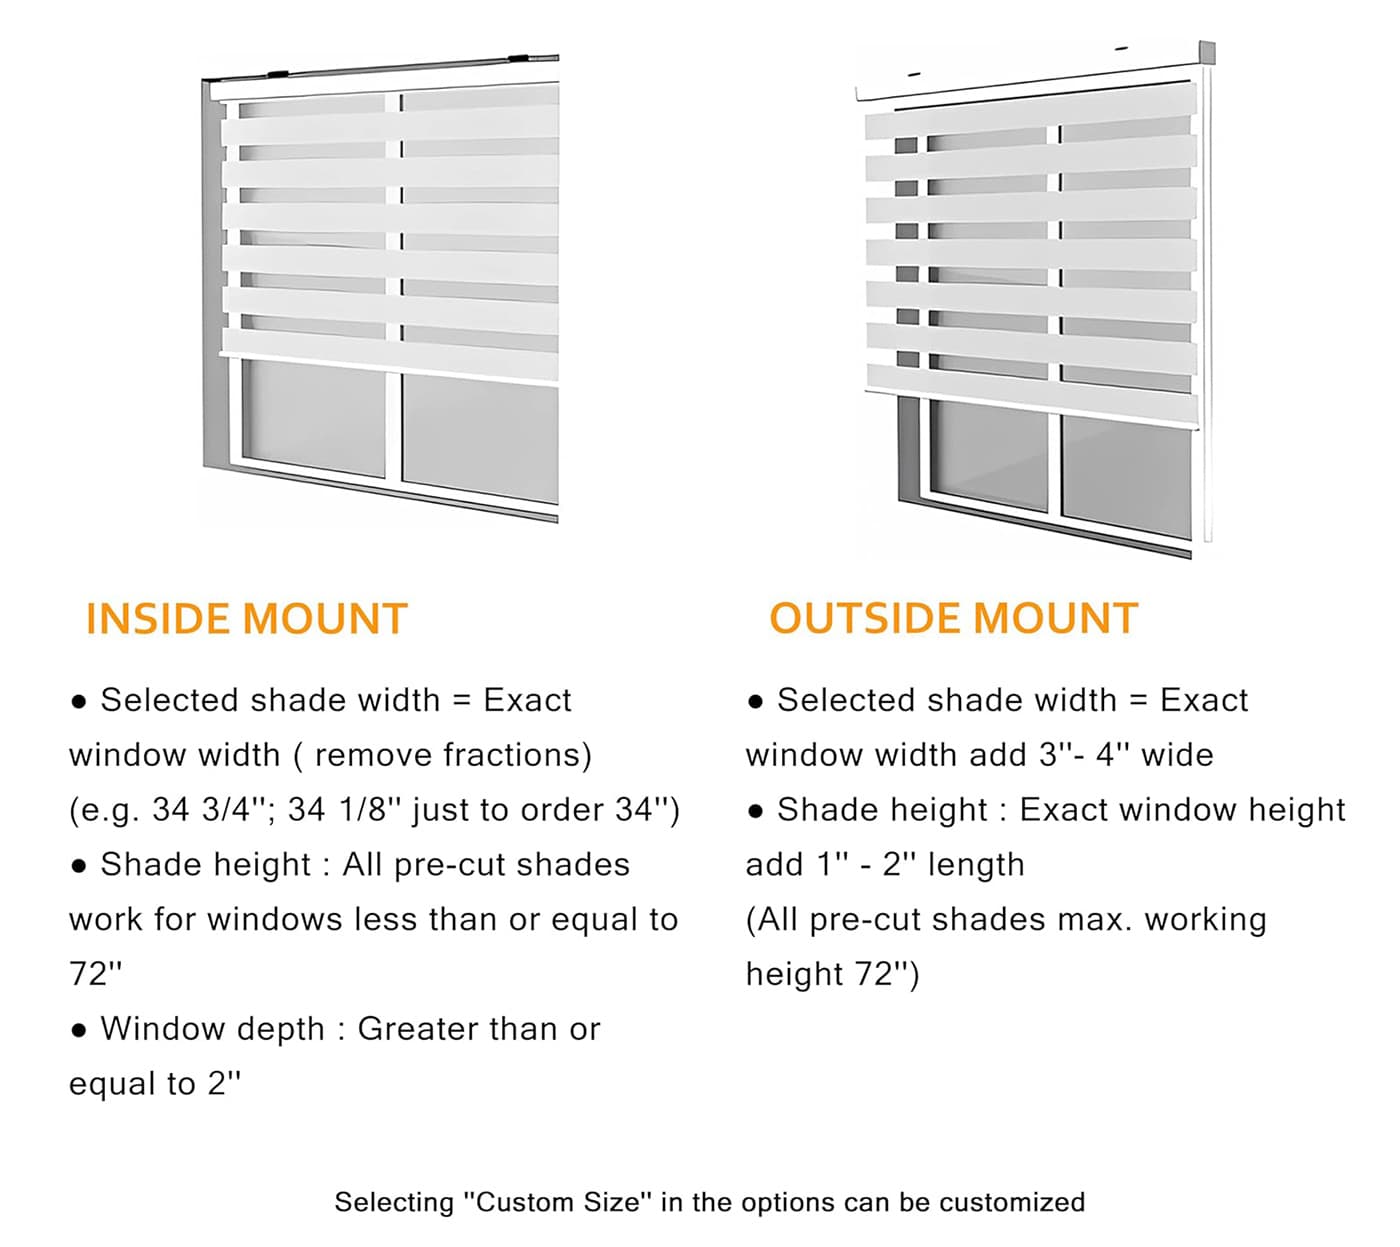 INSIDE MOUNT
● Selected shade width = Exact
window width ( remove fractions)
(e.g. 34 3/4''; 34 1/8'' just to order 34'')
● Shade height : All pre-cut shades
work for windows less than or equal to
72''
● Window depth : Greater than or
equal to 2''
OUTSIDE MOUNT
● Selected shade width = Exact
window width add 3''- 4'' wide
● Shade height : Exact window height
add 1'' - 2'' length
(All pre-cut shades max. working
height 72'')
Selecting "Custom Size" in the options can be customized